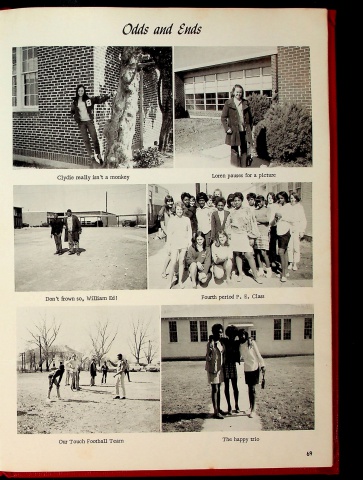 Odds and Ends
Clydie really isn't a monkey
Loren pauses for a picture
Don't frown so, William Ed!
Fourth period P. E. Class
Our Touch Football Team
The happy trio
69